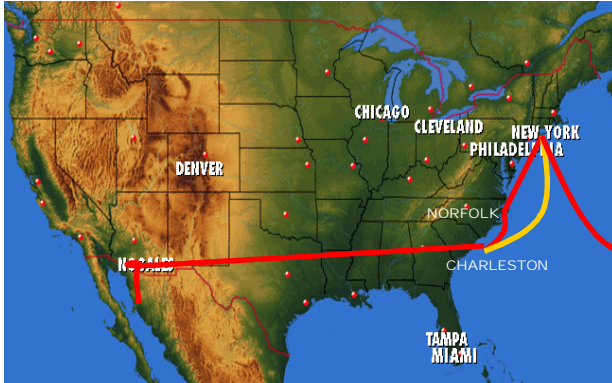 CHICAGO
CLEVELAND
NEW YORK
PHILADELPHIA
DENVER
NORFOLK
NOGALES
CHARLESTON
TAMPA
MIAMI